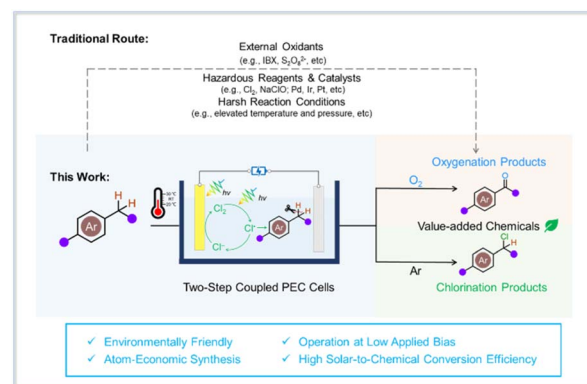 Traditional Route:
External Oxidants
(e.g., IBX, S₂O₈²⁻, etc)
Hazardous Reagents & Catalysts
(e.g., Cl₂, NaClO; Pd, Ir, Pt, etc)
Harsh Reaction Conditions
(e.g., elevated temperature and pressure, etc)
This Work:
Oxygenation Products
H
H
Ar
hν
hν
Cl₂
Cl·
Cl⁻
H
H
Ar
O₂
O
Ar
Value-added Chemicals
Ar
Cl
H
Ar
Two-Step Coupled PEC Cells
Chlorination Products
✓ Environmentally Friendly
✓ Operation at Low Applied Bias
✓ Atom-Economic Synthesis
✓ High Solar-to-Chemical Conversion Efficiency